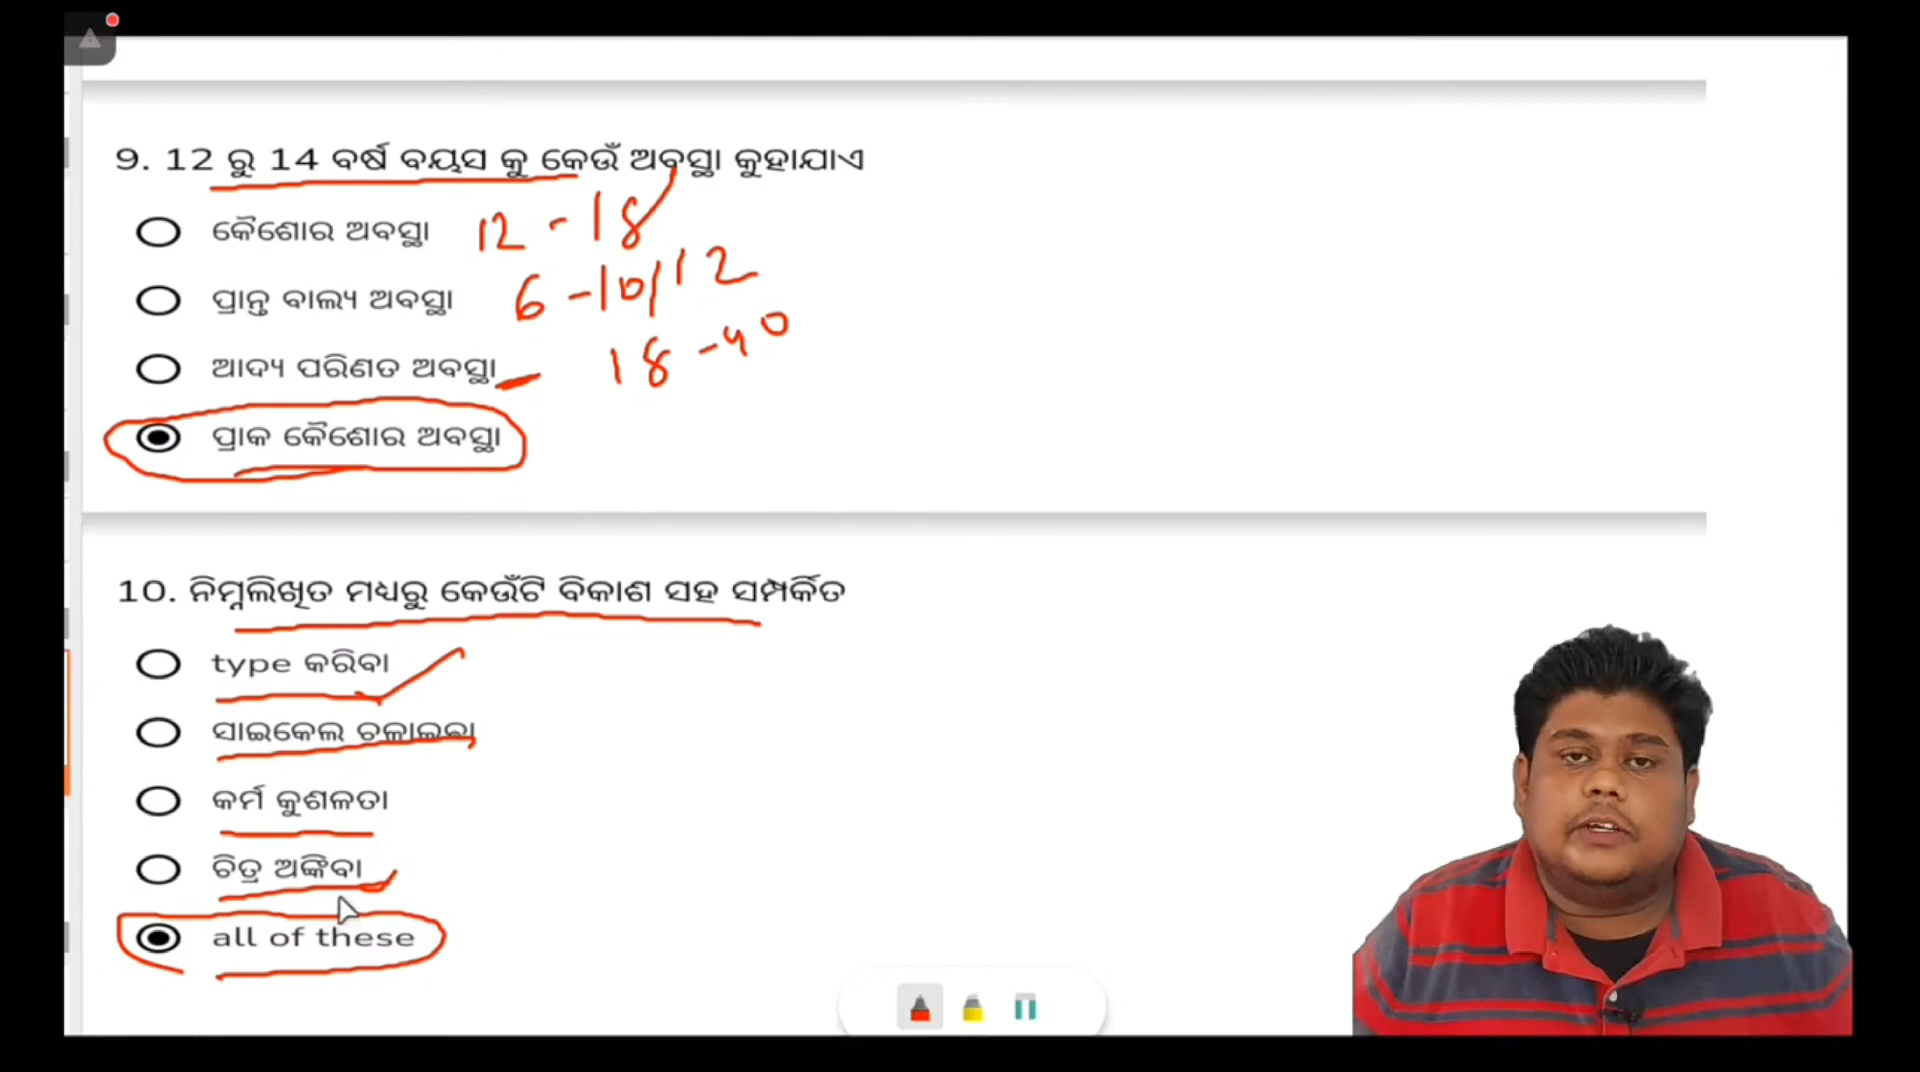 9. 12 ରୁ 14 ବର୍ଷ ବୟସ କୁ କେଉଁ ଅବସ୍ଥା କୁହାଯାଏ
କୈଶୋର ଅବସ୍ଥା 12 - 18
ପ୍ରାନ୍ତ ବାଲ୍ୟ ଅବସ୍ଥା 6 - 10/12
ଆଦ୍ୟ ପରିଣତ ଅବସ୍ଥା 18 - 40
ପ୍ରାକ କୈଶୋର ଅବସ୍ଥା
10. ନିମ୍ନଲିଖିତ ମଧ୍ୟରୁ କେଉଁଟି ବିକାଶ ସହ ସମ୍ପର୍କିତ
type କରିବା
ସାଇକେଲ ଚଳାଇବା
କର୍ମ କୁଶଳତା
ଚିତ୍ର ଅଙ୍କିବା
all of these